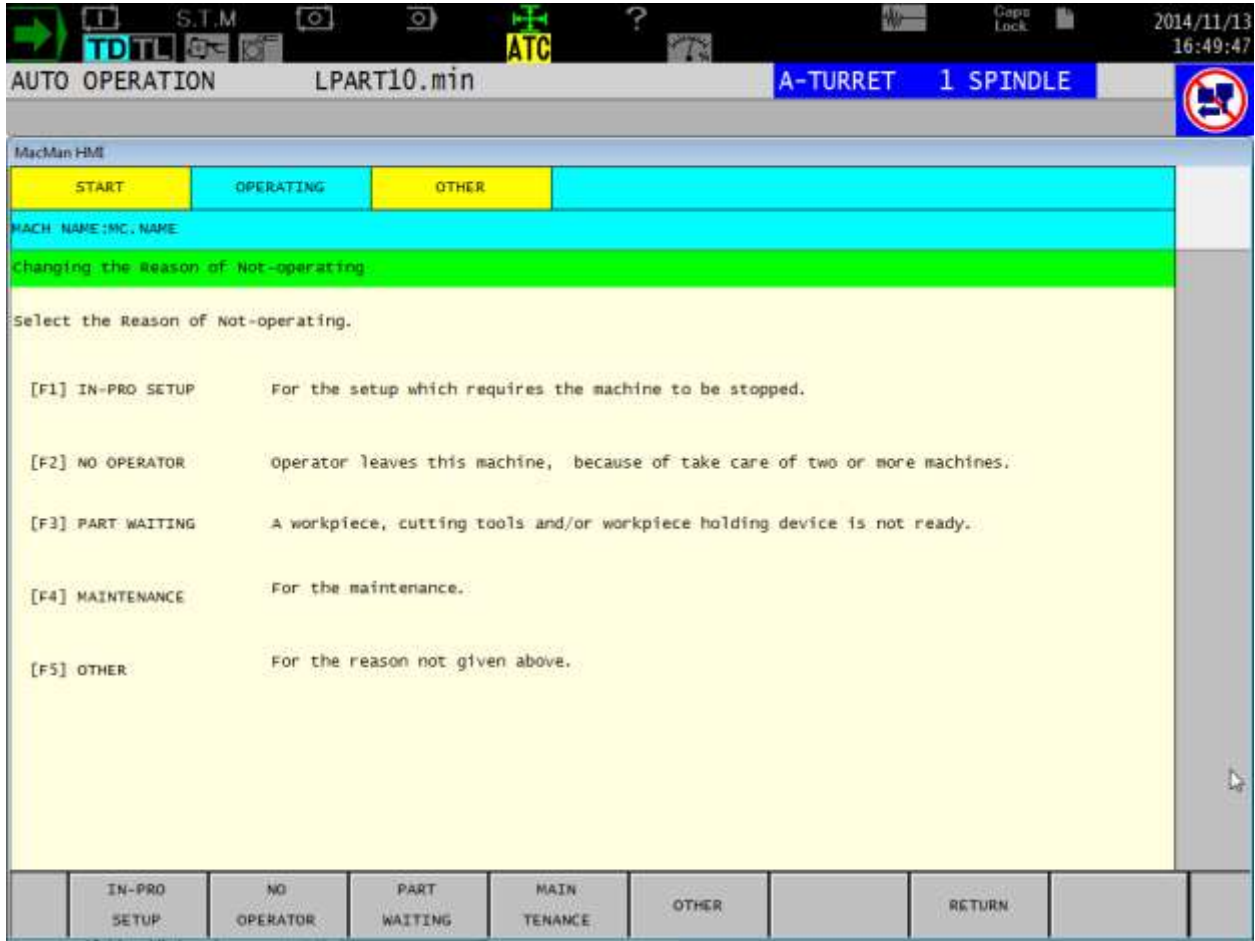 S.T.M ? Caps Lock 2014/11/13
TD TL ATC 16:49:47
AUTO OPERATION LPART10.min A-TURRET 1 SPINDLE
MacMan HMI
START OPERATING OTHER
MACH NAME:MC.NAME
Changing the Reason of Not-operating
Select the Reason of Not-operating.
[F1] IN-PRO SETUP For the setup which requires the machine to be stopped.
[F2] NO OPERATOR Operator leaves this machine, because of take care of two or more machines.
[F3] PART WAITING A workpiece, cutting tools and/or workpiece holding device is not ready.
[F4] MAINTENANCE For the maintenance.
[F5] OTHER For the reason not given above.
IN-PRO SETUP NO OPERATOR PART WAITING MAIN TENANCE OTHER RETURN